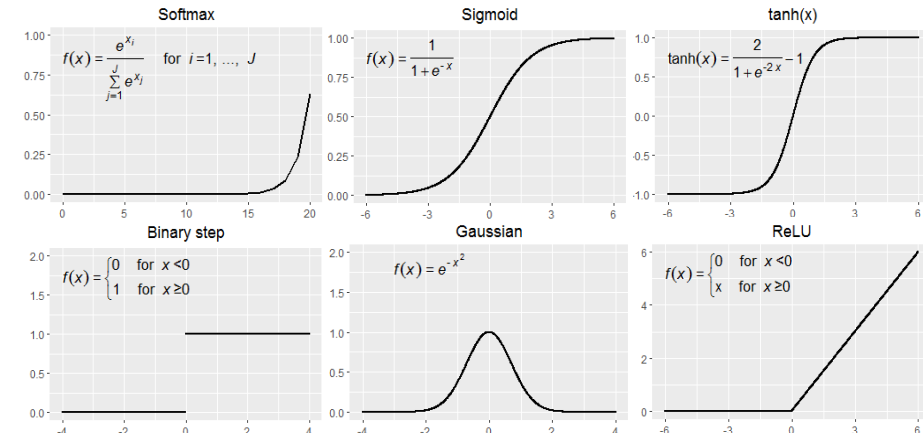 Softmax
1.00
0.75
0.50
0.25
0.00
f(x) = e^{x_i} / \sum_{j=1}^{J} e^{x_j} for i =1, ..., J
0 5 10 15 20
Sigmoid
1.00
0.75
0.50
0.25
0.00
f(x) = 1 / (1+e^{-x})
-6 -3 0 3 6
tanh(x)
1.0
0.5
0.0
-0.5
-1.0
tanh(x) = 2 / (1+e^{-2x}) - 1
-6 -3 0 3 6
Binary step
2.0
1.5
1.0
0.5
0.0
f(x) = { 0 for x <0
1 for x ≥0
-4 -2 0 2 4
Gaussian
2.0
1.5
1.0
0.5
0.0
f(x) = e^{-x^2}
-4 -2 0 2 4
ReLU
6
4
2
0
f(x) = { 0 for x <0
x for x ≥0
-6 -3 0 3 6